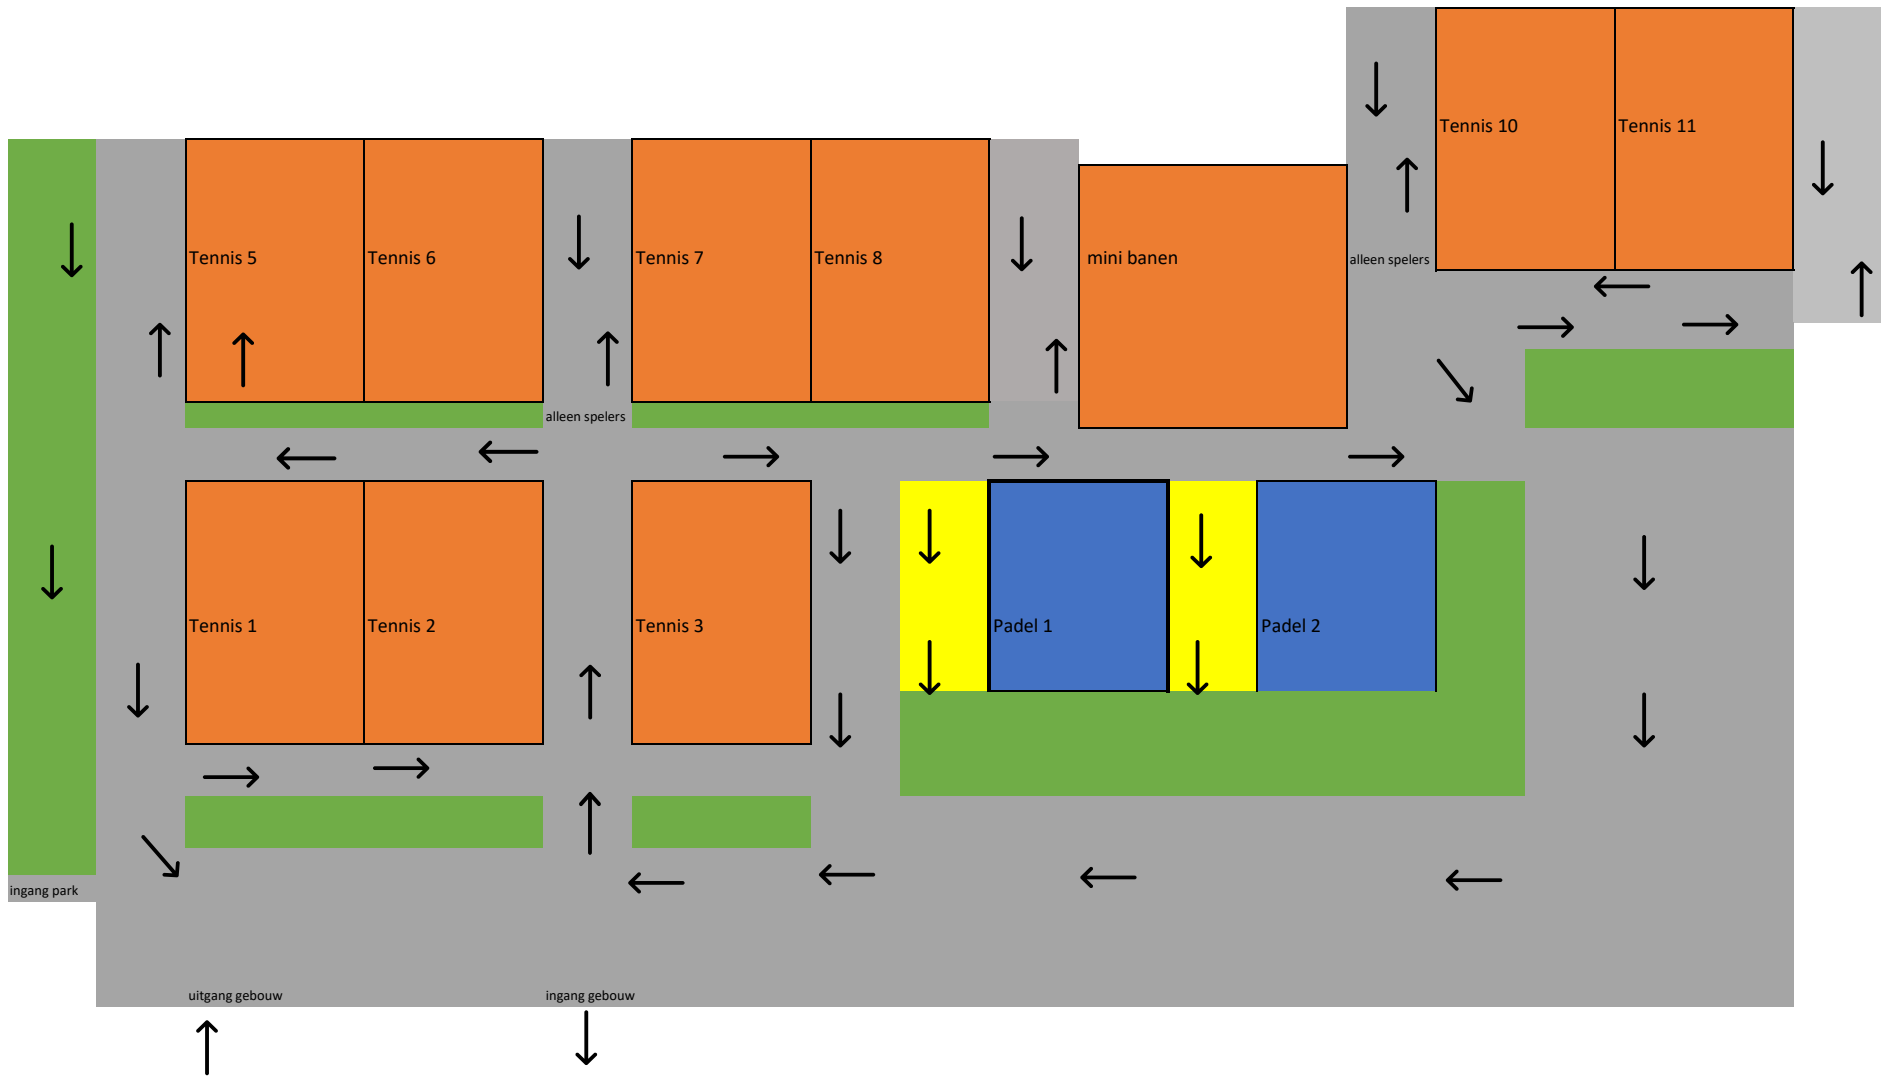 Tennis 10
Tennis 11
Tennis 5
Tennis 6
Tennis 7
Tennis 8
mini banen
alleen spelers
alleen spelers
Tennis 1
Tennis 2
Tennis 3
Padel 1
Padel 2
ingang park
uitgang gebouw
ingang gebouw